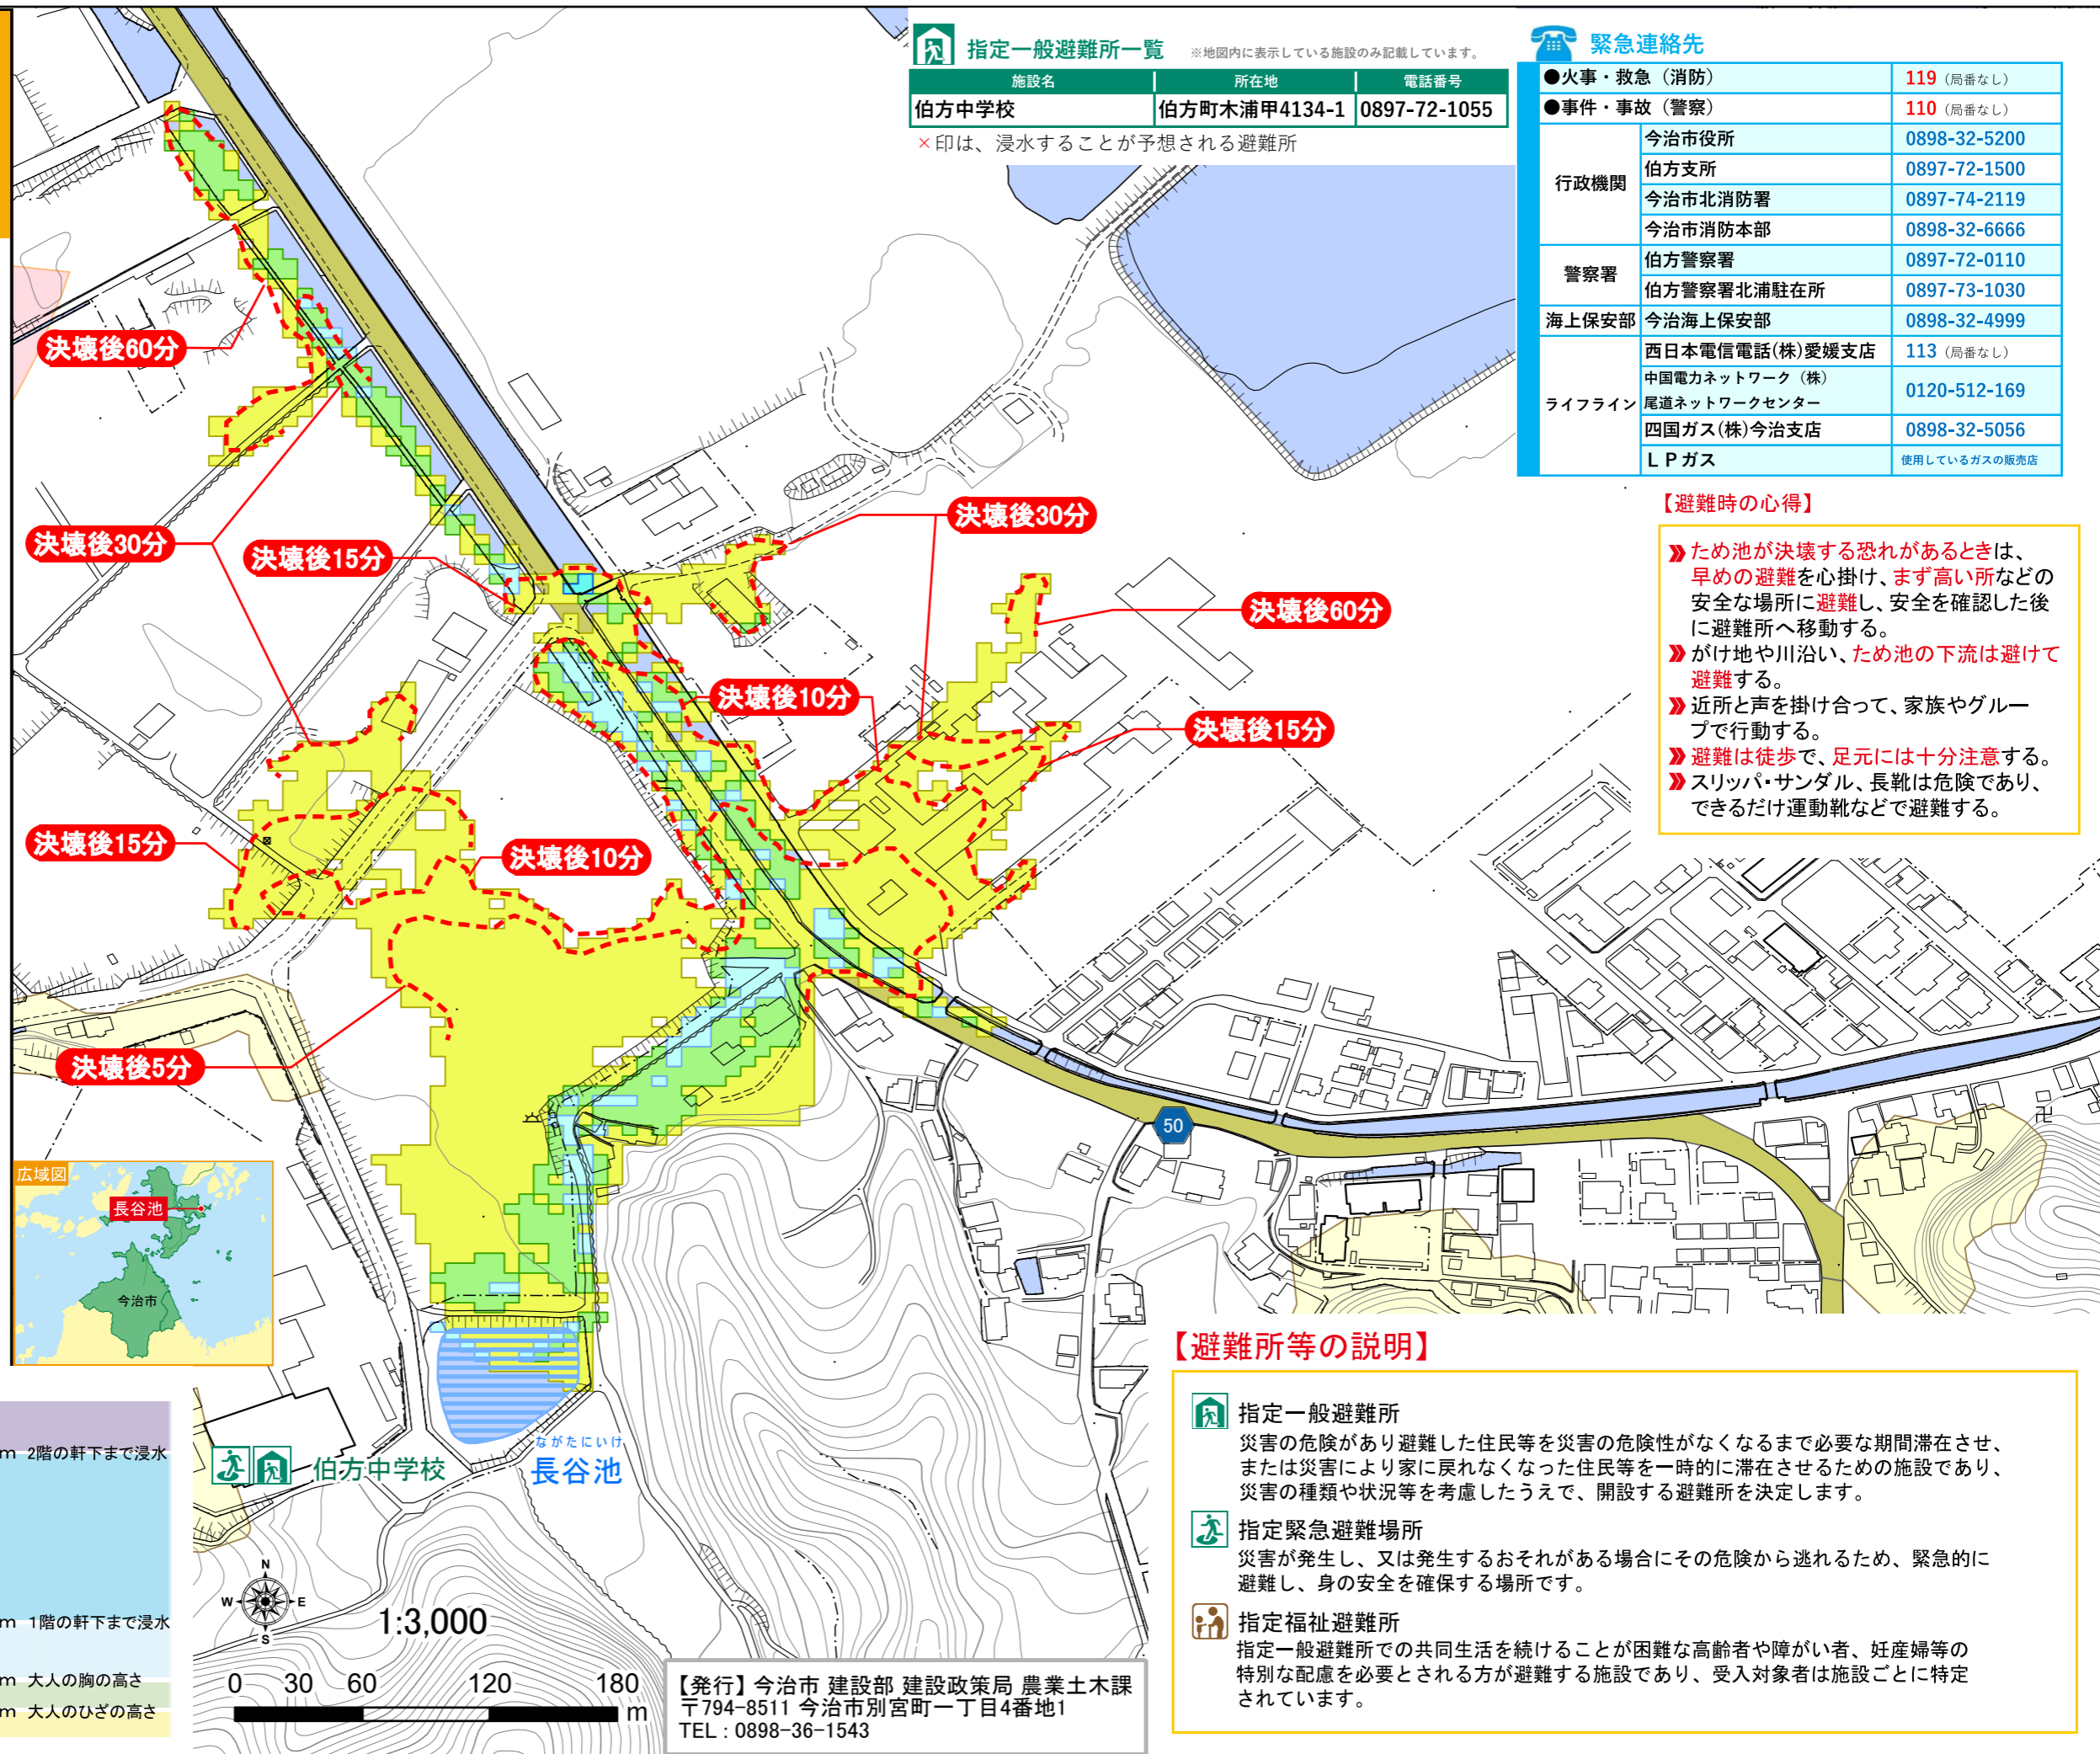 指定一般避難所一覧 ※地図内に表示している施設のみ記載しています。
施設名 所在地 電話番号
伯方中学校 伯方町木浦甲4134-1 0897-72-1055
×印は、浸水することが予想される避難所
緊急連絡先
●火事・救急（消防） 119（局番なし）
●事件・事故（警察） 110（局番なし）
行政機関
今治市役所 0898-32-5200
伯方支所 0897-72-1500
今治市北消防署 0897-74-2119
今治市消防本部 0898-32-6666
警察署
伯方警察署 0897-72-0110
伯方警察署北浦駐在所 0897-73-1030
海上保安部 今治海上保安部 0898-32-4999
ライフライン
西日本電信電話(株)愛媛支店 113（局番なし）
中国電力ネットワーク（株）
尾道ネットワークセンター 0120-512-169
四国ガス(株)今治支店 0898-32-5056
ＬＰガス 使用しているガスの販売店
【避難時の心得】
ため池が決壊する恐れがあるときは、
早めの避難を心掛け、まず高い所などの
安全な場所に避難し、安全を確認した後
に避難所へ移動する。
がけ地や川沿い、ため池の下流は避けて
避難する。
近所と声を掛け合って、家族やグルー
プで行動する。
避難は徒歩で、足元には十分注意する。
スリッパ・サンダル、長靴は危険であり、
できるだけ運動靴などで避難する。
決壊後60分
決壊後30分
決壊後15分
決壊後30分
決壊後60分
決壊後10分
決壊後15分
決壊後15分
決壊後10分
決壊後5分
50
卍
広域図
長谷池
今治市
m 2階の軒下まで浸水
m 1階の軒下まで浸水
m 大人の胸の高さ
m 大人のひざの高さ
伯方中学校
ながたにいけ
長谷池
N
W E
S
1:3,000
0 30 60 120 180
m
【発行】今治市 建設部 建設政策局 農業土木課
〒794-8511 今治市別宮町一丁目4番地1
TEL：0898-36-1543
【避難所等の説明】
指定一般避難所
災害の危険があり避難した住民等を災害の危険性がなくなるまで必要な期間滞在させ、
または災害により家に戻れなくなった住民等を一時的に滞在させるための施設であり、
災害の種類や状況等を考慮したうえで、開設する避難所を決定します。
指定緊急避難場所
災害が発生し、又は発生するおそれがある場合にその危険から逃れるため、緊急的に
避難し、身の安全を確保する場所です。
指定福祉避難所
指定一般避難所での共同生活を続けることが困難な高齢者や障がい者、妊産婦等の
特別な配慮を必要とされる方が避難する施設であり、受入対象者は施設ごとに特定
されています。